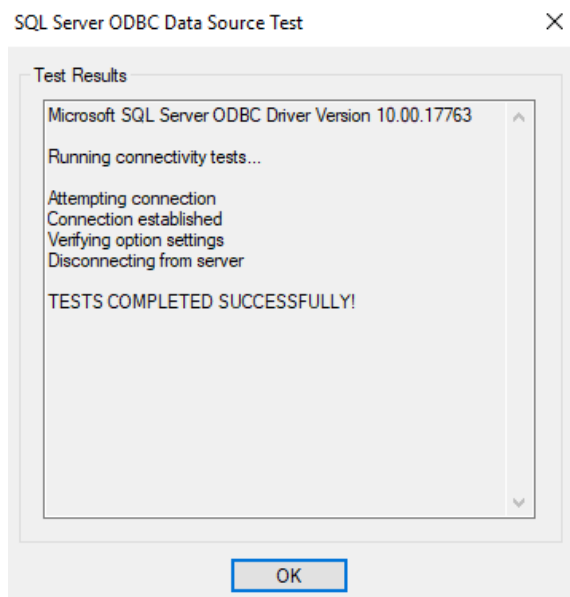 SQL Server ODBC Data Source Test
Test Results
Microsoft SQL Server ODBC Driver Version 10.00.17763
Running connectivity tests...
Attempting connection
Connection established
Verifying option settings
Disconnecting from server
TESTS COMPLETED SUCCESSFULLY!
OK